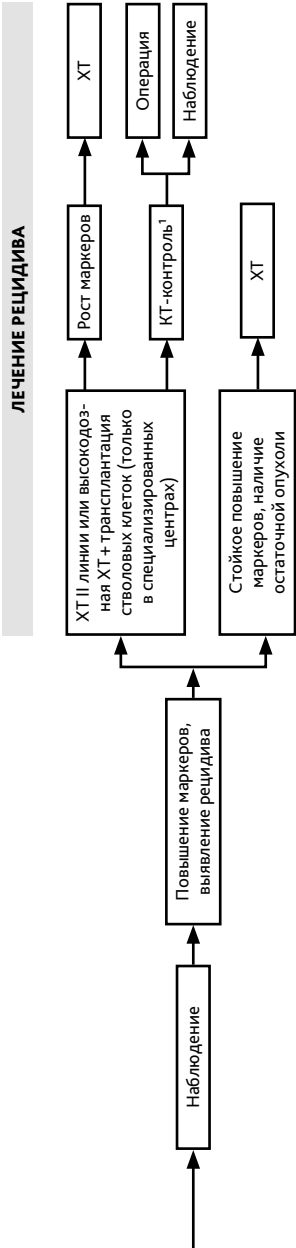 ЛЕЧЕНИЕ РЕЦИДИВА
Наблюдение
Повышение маркеров,
выявление рецидива
ХТ II линии или высокодоз-
ная ХТ + трансплантация
стволовых клеток (только
в специализированных
центрах)
Рост маркеров
ХТ
КТ-контроль¹
Операция
Наблюдение
Стойкое повышение
маркеров, наличие
остаточной опухоли
ХТ